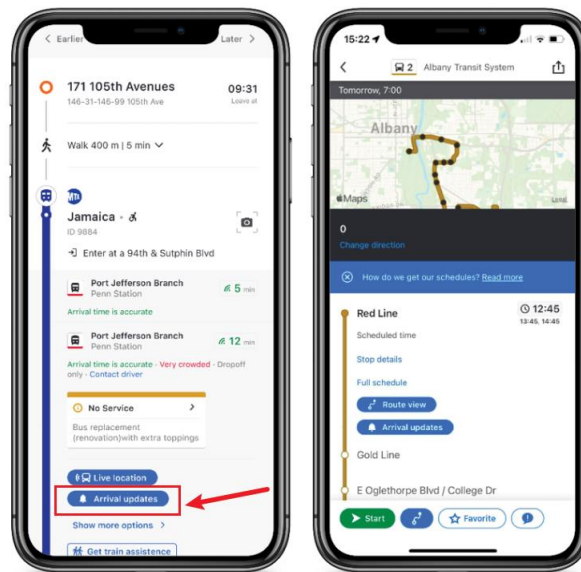 Earlier
Later
171 105th Avenues
09:31
146-31-146-99 105th Ave
Leave at
Walk 400 m | 5 min
MTA
Jamaica ·
ID 9884
Enter at a 94th & Sutphin Blvd
Port Jefferson Branch
5 min
Penn Station
Arrival time is accurate
Port Jefferson Branch
12 min
Penn Station
Arrival time is accurate · Very crowded · Dropoff
only · Contact driver
No Service
Bus replacement
(renovation)with extra toppings
Live location
Arrival updates
Show more options
Get train assistence
15:22
2 Albany Transit System
Tomorrow, 7:00
Albany
Maps
Legal
0
Change direction
How do we get our schedules? Read more
Red Line
12:45
13:45, 14:45
Scheduled time
Stop details
Full schedule
Route view
Arrival updates
Gold Line
E Oglethorpe Blvd / College Dr
Start
Favorite